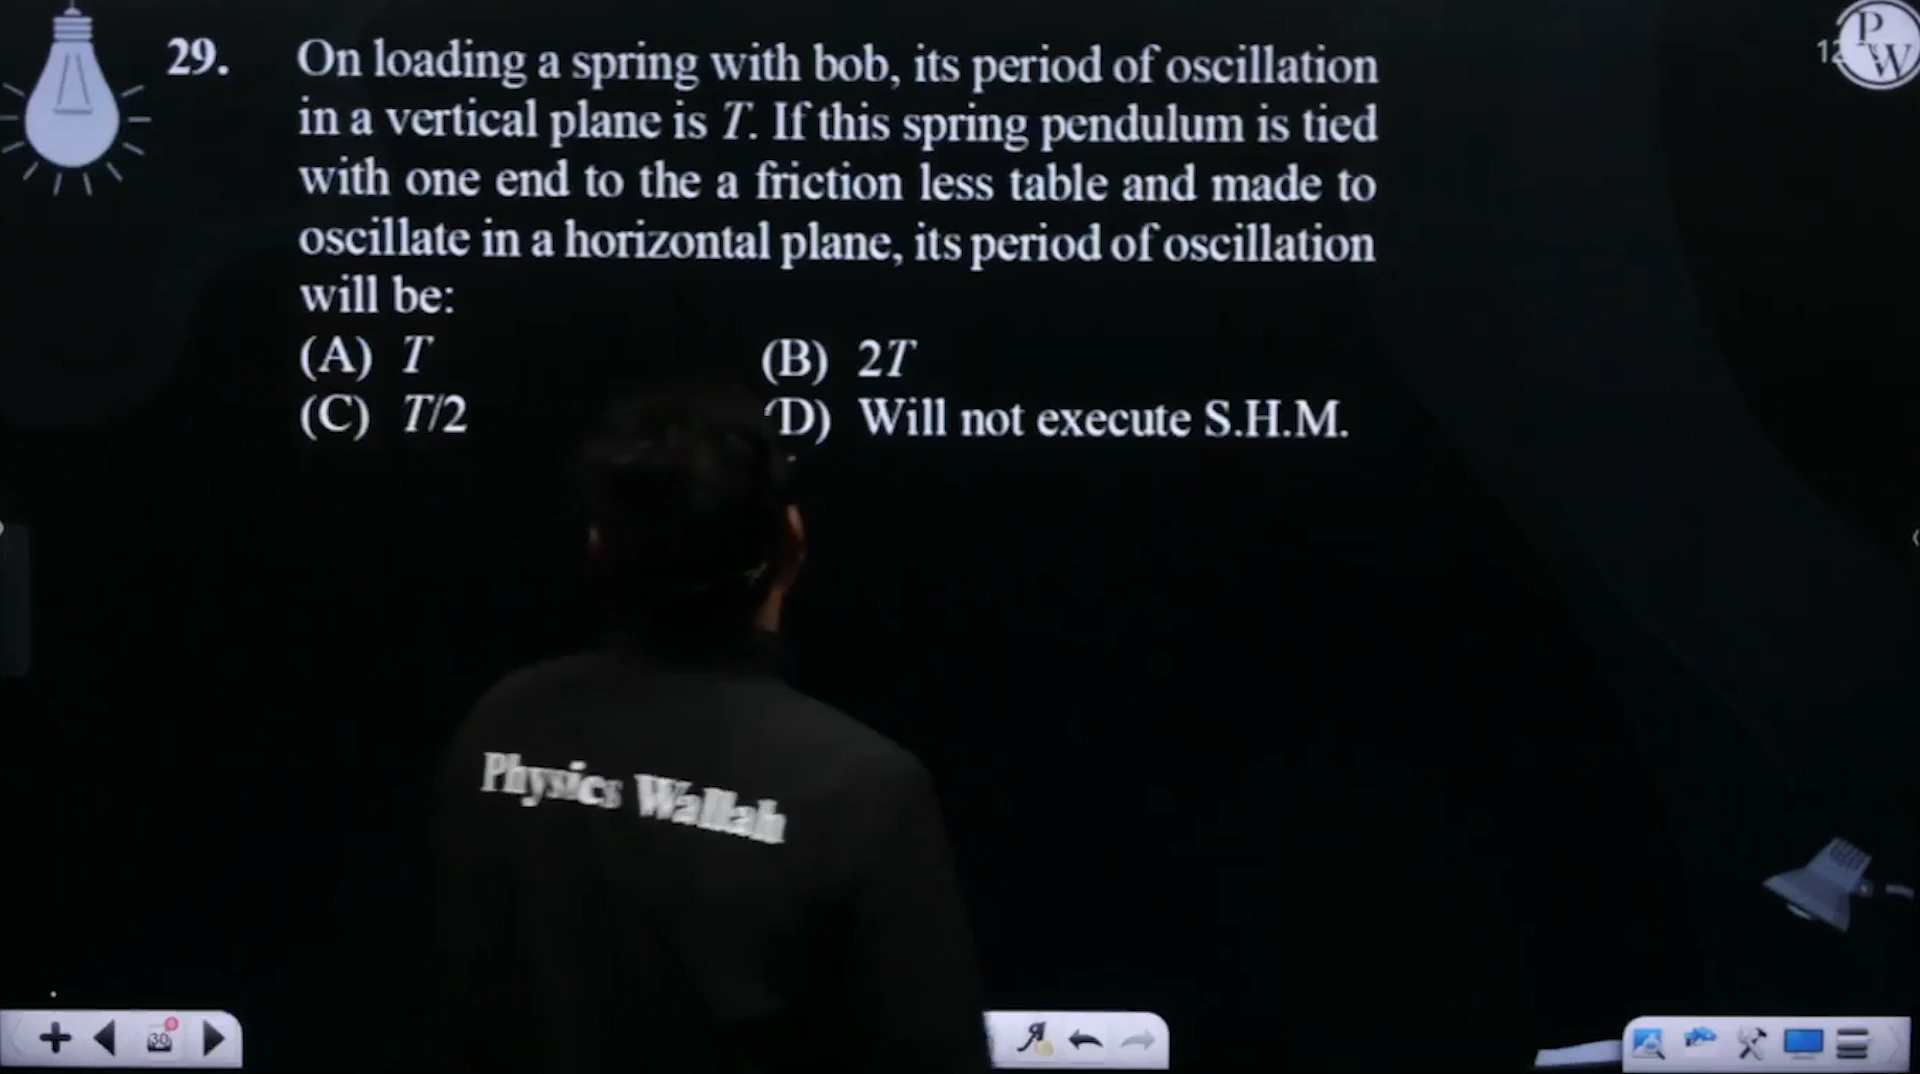 29. On loading a spring with bob, its period of oscillation
in a vertical plane is T. If this spring pendulum is tied
with one end to the a friction less table and made to
oscillate in a horizontal plane, its period of oscillation
will be:
(A) T (B) 2T
(C) T/2 (D) Will not execute S.H.M.
12
P
W
Physics Wallah
30